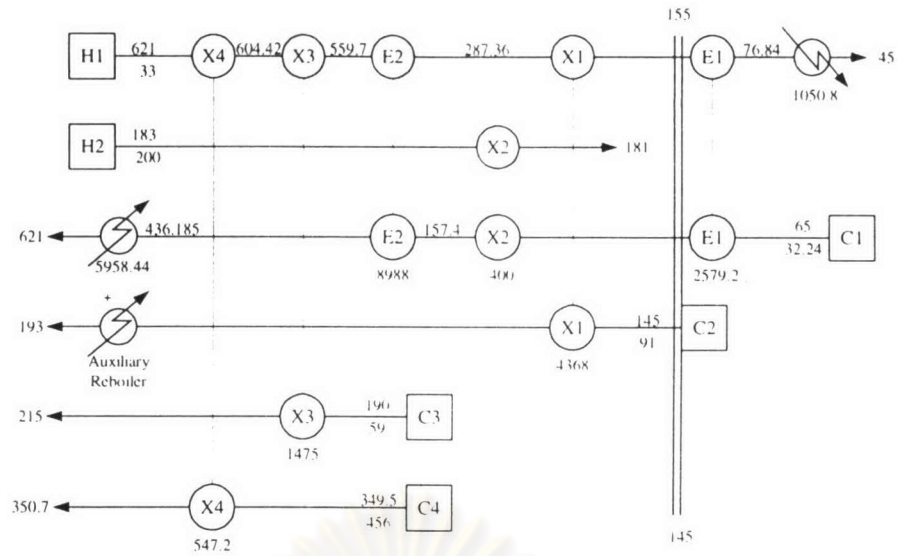 155
H1 621 X4 604.42 X3 559.7 E2 287.36 X1 E1 76.84 45
33
1050.8
H2 183 X2 181
200
621 436.185 E2 157.4 X2 E1 65 C1
32.24
5958.44 8988 400 2579.2
+
193 X1 145 C2
91
Auxiliary
Reboiler
4368
215 X3 190 C3
59
1475
350.7 X4 349.5 C4
456
547.2
145